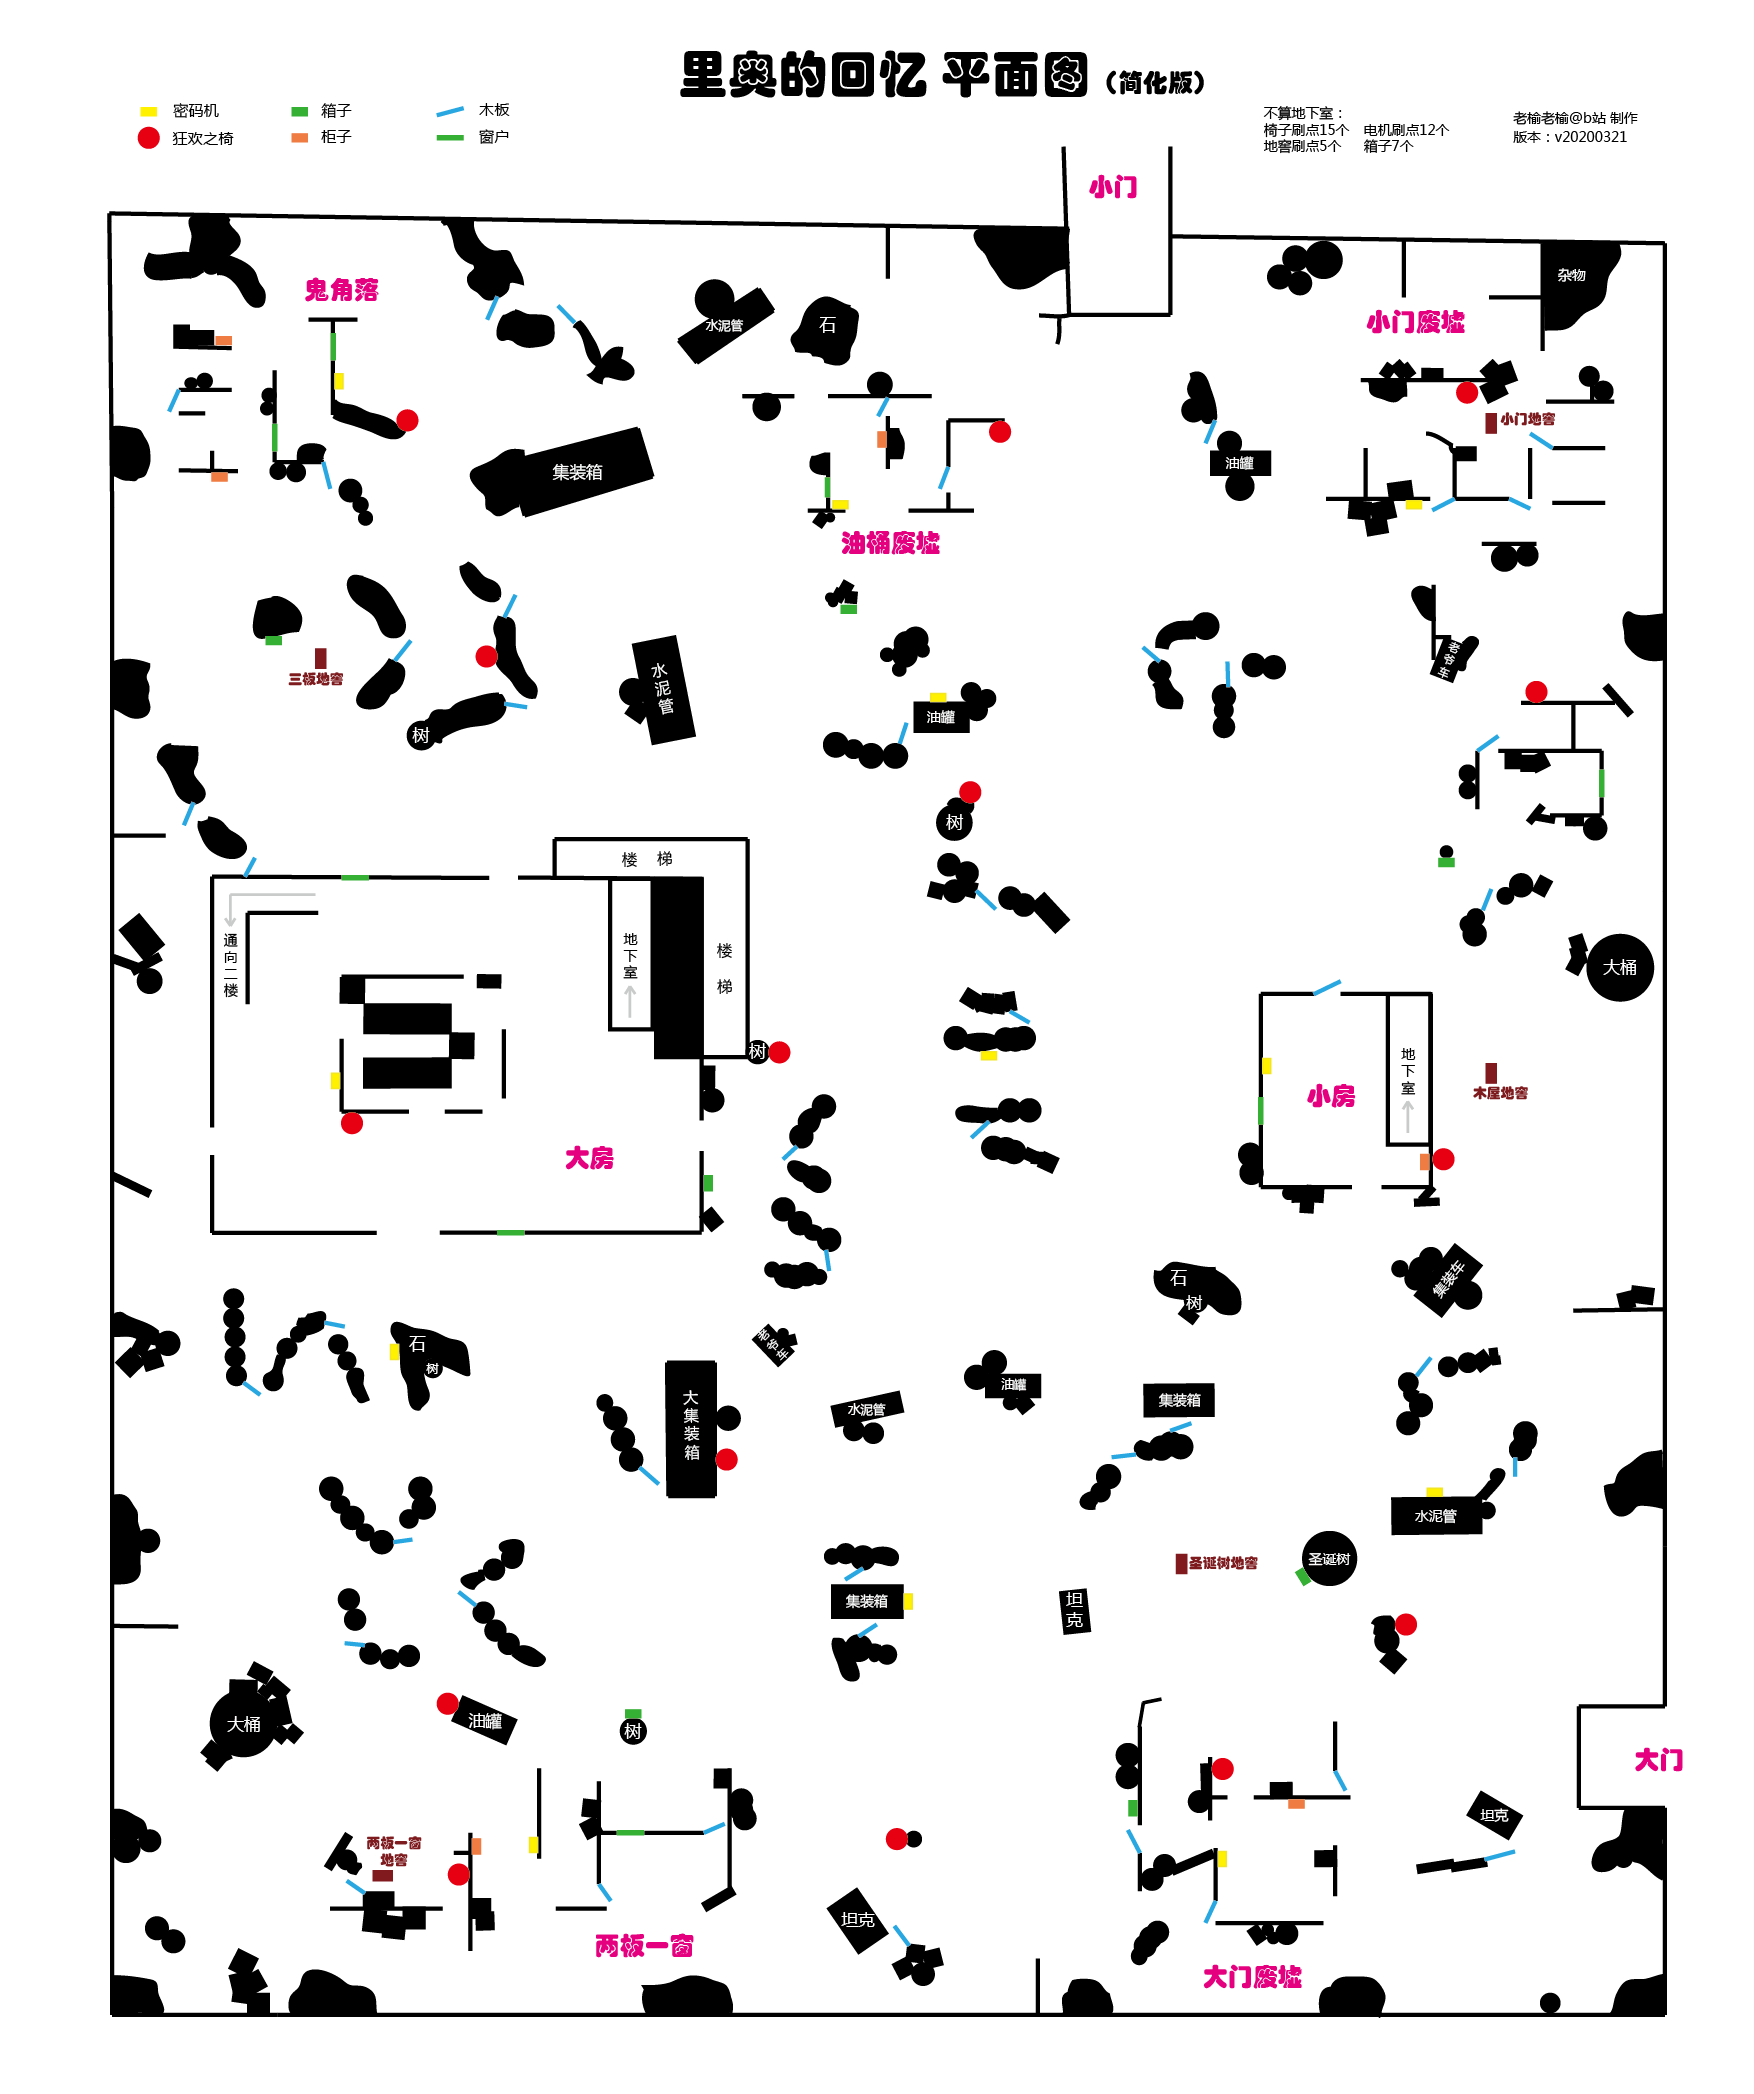 里奥的回忆 平面图（简化版）
密码机
箱子
木板
狂欢之椅
柜子
窗户
不算地下室：
椅子刷点15个 电机刷点12个
地窖刷点5个 箱子7个
老榆老榆@b站 制作
版本：v20200321
小门
杂物
鬼角落
水泥管
石
小门废墟
小门地窖
集装箱
油罐
油桶废墟
三板地窖
水泥管
老爷车
油罐
树
树
楼 梯
通向二楼
地下室
楼梯
大桶
树
地下室
小房
木屋地窖
大房
石
树
集装车
石
树
老爷车
大集装箱
水泥管
油罐
集装箱
水泥管
圣诞树地窖
圣诞树
集装箱
坦克
大桶
油罐
树
大门
坦克
两板一窗
地窖
坦克
两板一窗
大门废墟